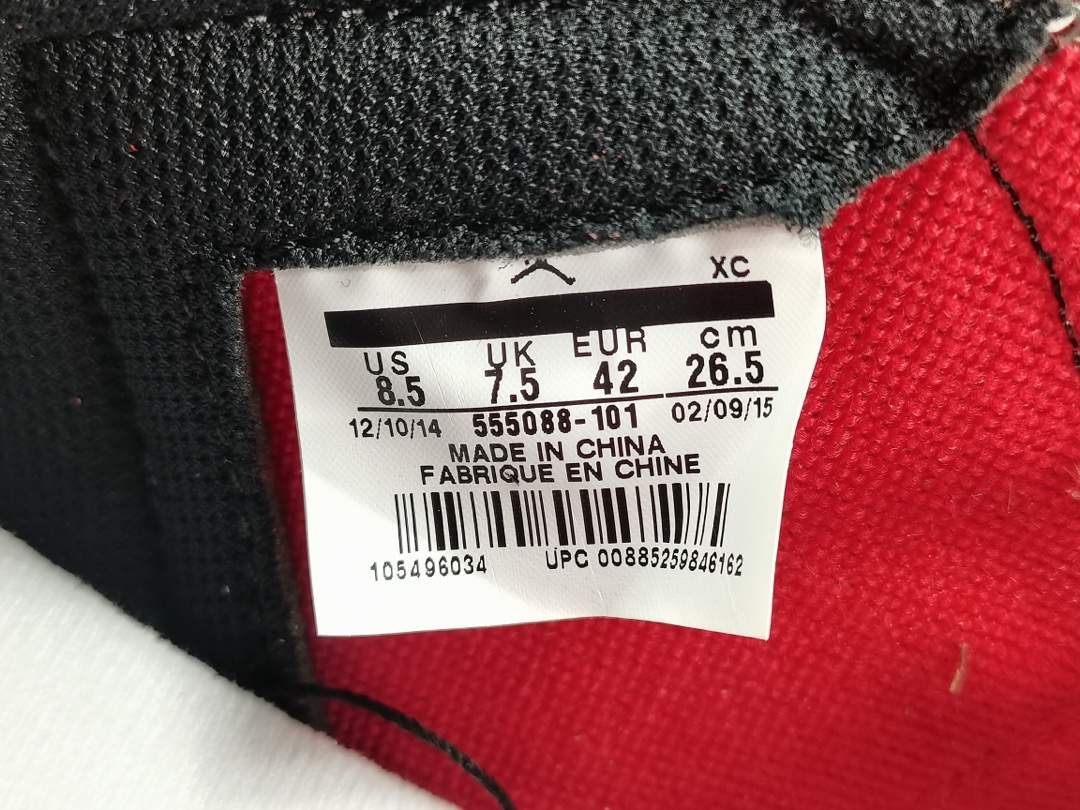 XC
US UK EUR cm
8.5 7.5 42 26.5
12/10/14 555088-101 02/09/15
MADE IN CHINA
FABRIQUE EN CHINE
105496034 UPC 00885259846162